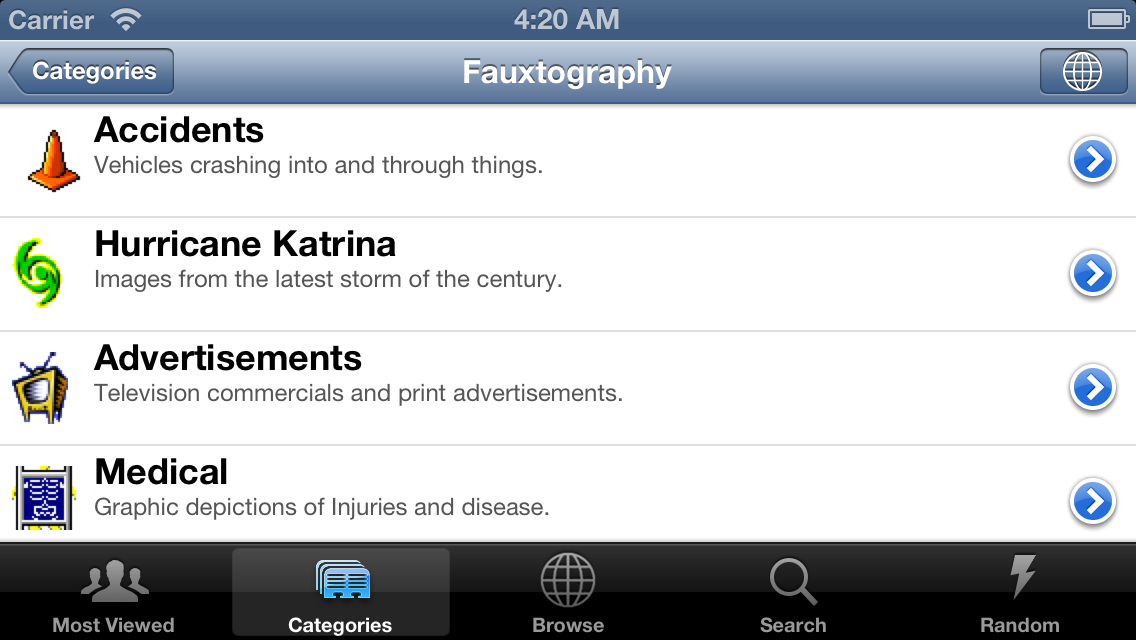 Carrier 4:20 AM
Categories Fauxtography
Accidents
Vehicles crashing into and through things.
Hurricane Katrina
Images from the latest storm of the century.
Advertisements
Television commercials and print advertisements.
Medical
Graphic depictions of Injuries and disease.
Most Viewed Categories Browse Search Random